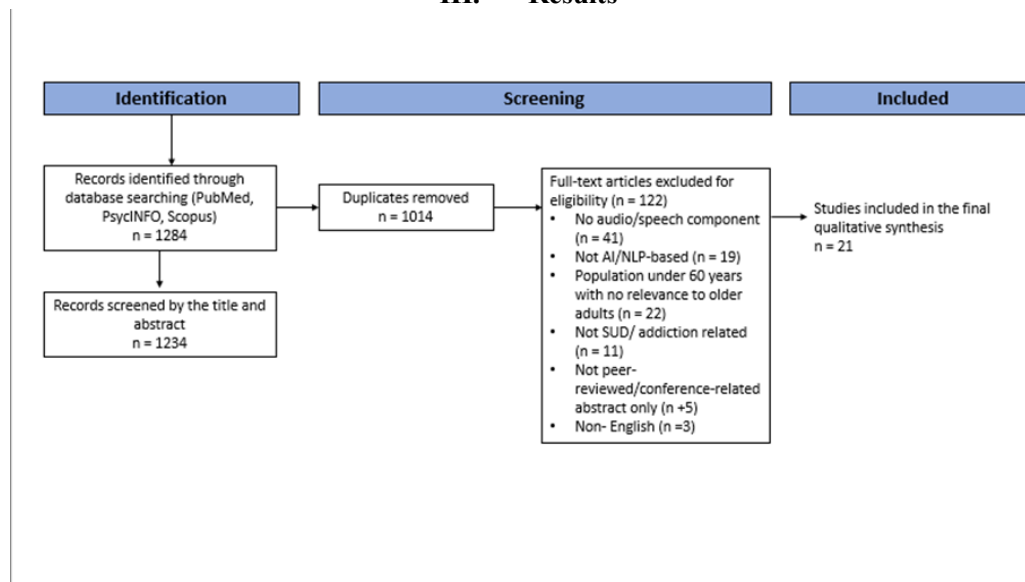 III. Results
Identification
Screening
Included
Records identified through
database searching (PubMed,
PsycINFO, Scopus)
n = 1284
Records screened by the title and
abstract
n = 1234
Duplicates removed
n = 1014
Full-text articles excluded for
eligibility (n = 122)
• No audio/speech component
(n = 41)
• Not AI/NLP-based (n = 19)
• Population under 60 years
with no relevance to older
adults (n = 22)
• Not SUD/ addiction related
(n = 11)
• Not peer-
reviewed/conference-related
abstract only (n +5)
• Non- English (n =3)
Studies included in the final
qualitative synthesis
n = 21